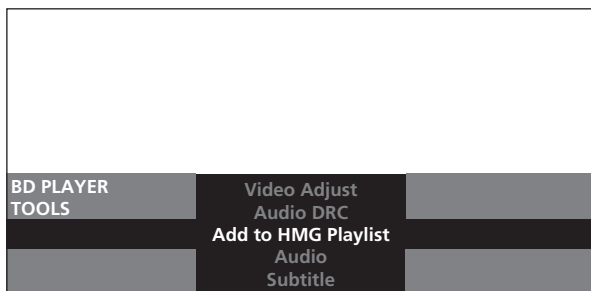 BD PLAYER
TOOLS
Video Adjust
Audio DRC
Add to HMG Playlist
Audio
Subtitle